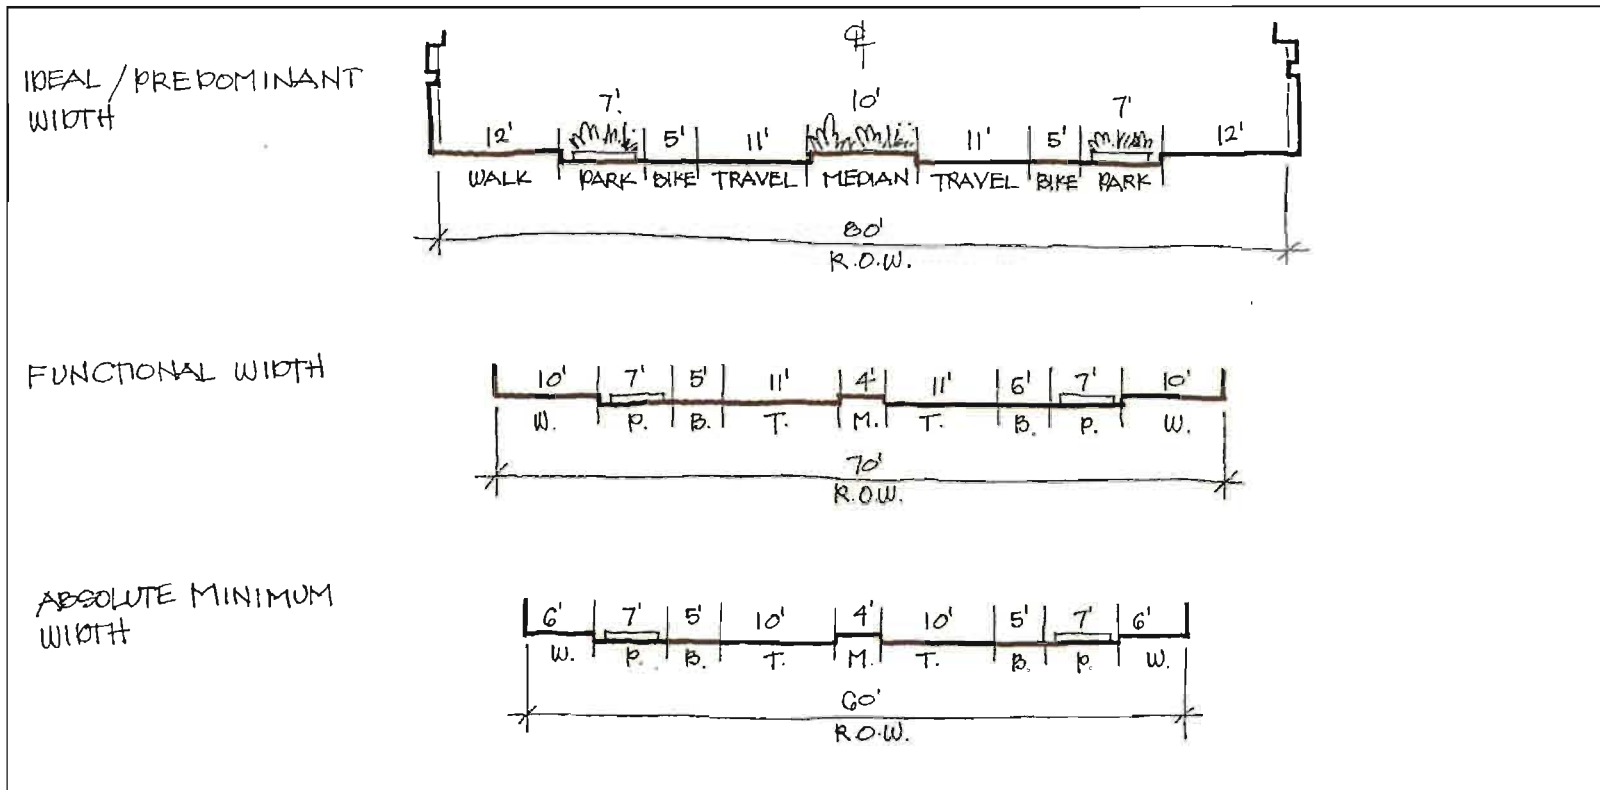 ℄
IDEAL / PREDOMINANT
WIDTH
7' 10' 7'
12' 5' 11' 11' 5' 12'
WALK PARK BIKE TRAVEL MEDIAN TRAVEL BIKE PARK
80'
R.O.W.
FUNCTIONAL WIDTH
10' 7' 5' 11' 4' 11' 5' 7' 10'
W. P. B. T. M. T. B. P. W.
70'
R.O.W.
ABSOLUTE MINIMUM
WIDTH
6' 7' 5' 10' 4' 10' 5' 7' 6'
W. P. B. T. M. T. B. P. W.
60'
R.O.W.